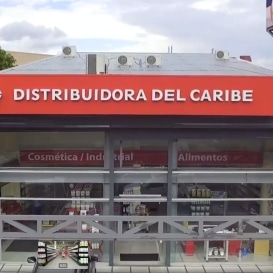 DISTRIBUIDORA DEL CARIBE
Cosmética / Industrial
Alimentos